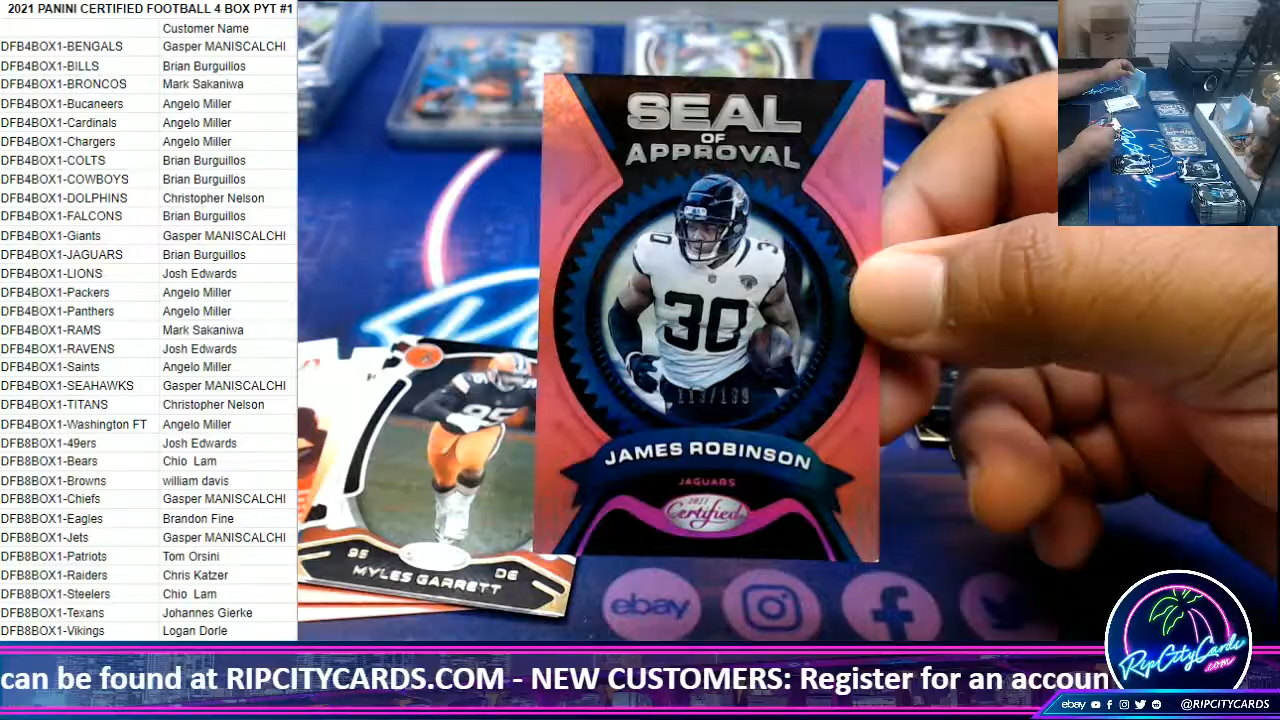 2021 PANINI CERTIFIED FOOTBALL 4 BOX PYT #1
Customer Name
DFB4BOX1-BENGALS Gasper MANISCALCHI
DFB4BOX1-BILLS Brian Burguillos
DFB4BOX1-BRONCOS Mark Sakaniwa
DFB4BOX1-Bucaneers Angelo Miller
DFB4BOX1-Cardinals Angelo Miller
DFB4BOX1-Chargers Angelo Miller
DFB4BOX1-COLTS Brian Burguillos
DFB4BOX1-COWBOYS Brian Burguillos
DFB4BOX1-DOLPHINS Christopher Nelson
DFB4BOX1-FALCONS Brian Burguillos
DFB4BOX1-Giants Gasper MANISCALCHI
DFB4BOX1-JAGUARS Brian Burguillos
DFB4BOX1-LIONS Josh Edwards
DFB4BOX1-Packers Angelo Miller
DFB4BOX1-Panthers Angelo Miller
DFB4BOX1-RAMS Mark Sakaniwa
DFB4BOX1-RAVENS Josh Edwards
DFB4BOX1-Saints Angelo Miller
DFB4BOX1-SEAHAWKS Gasper MANISCALCHI
DFB4BOX1-TITANS Christopher Nelson
DFB4BOX1-Washington FT Angelo Miller
DFB8BOX1-49ers Josh Edwards
DFB8BOX1-Bears Chio Lam
DFB8BOX1-Browns william davis
DFB8BOX1-Chiefs Gasper MANISCALCHI
DFB8BOX1-Eagles Brandon Fine
DFB8BOX1-Jets Gasper MANISCALCHI
DFB8BOX1-Patriots Tom Orsini
DFB8BOX1-Raiders Chris Katzer
DFB8BOX1-Steelers Chio Lam
DFB8BOX1-Texans Johannes Gierke
DFB8BOX1-Vikings Logan Dorle
SEAL
OF
APPROVAL
30
30
JAMES ROBINSON
JAGUARS
2021
Certified
95
95 DE
MYLES GARRETT
ebay
RipCityCards
.com
can be found at RIPCITYCARDS.COM - NEW CUSTOMERS: Register for an accoun
ebay @RIPCITYCARDS